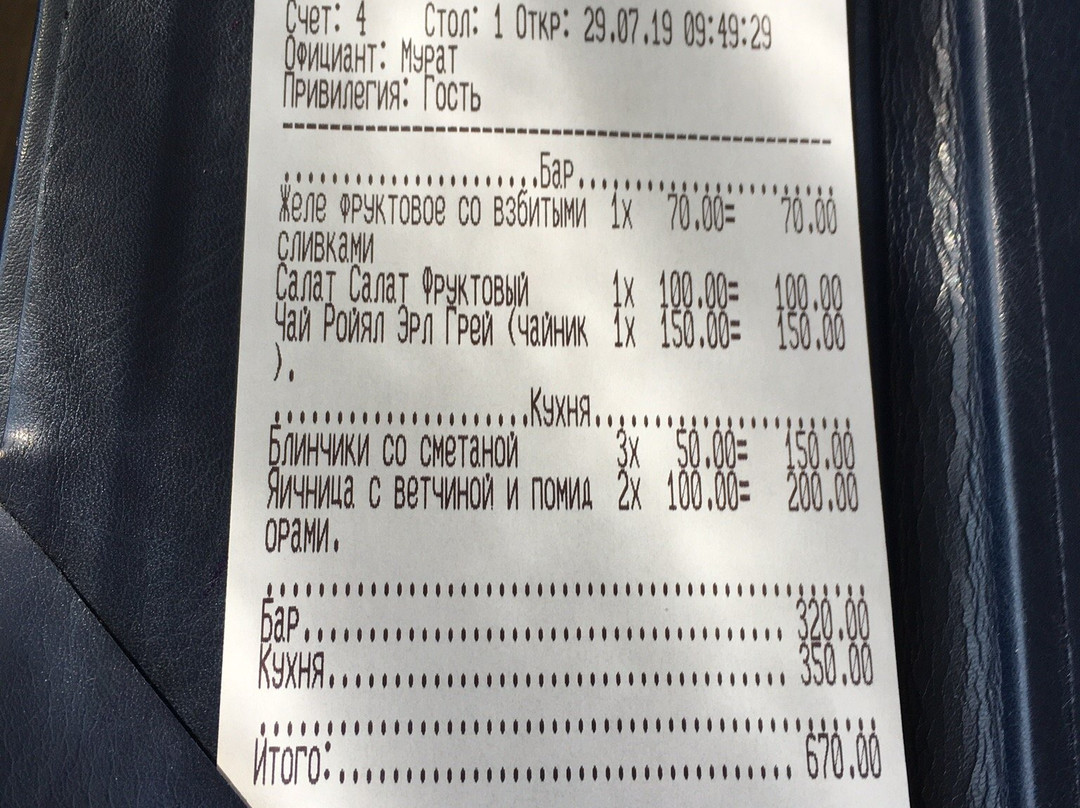 Счет: 4 Стол: 1 Откр: 29.07.19 09:49:29
Официант: Мурат
Привилегия: Гость
------------------------------------------------
......................Бар......................
Желе фруктовое со взбитыми 1x 70.00= 70.00
сливками
Салат Салат Фруктовый 1x 100.00= 100.00
Чай Ройял Эрл Грей (чайник 1x 150.00= 150.00
).
.....................Кухня.....................
Блинчики со сметаной 3x 50.00= 150.00
Яичница с ветчиной и помид 2x 100.00= 200.00
орами.
................................................
Бар..................................... 320.00
Кухня................................... 350.00
................................................
Итого:.................................. 670.00